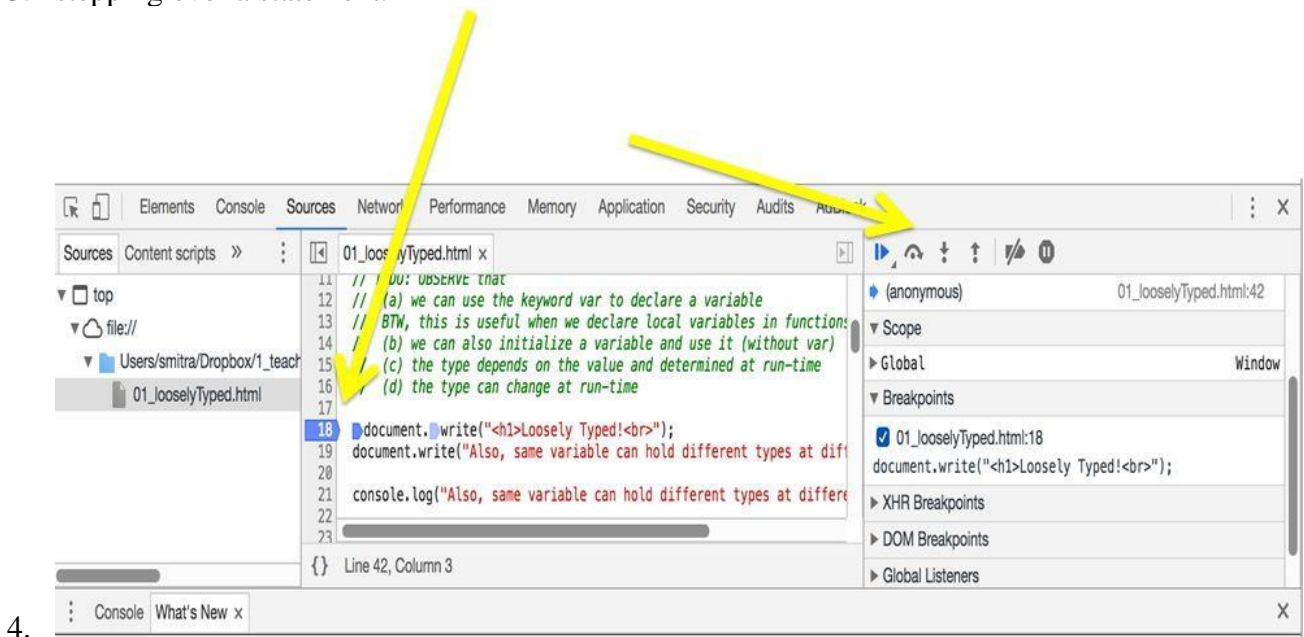 Elements Console Sources Network Performance Memory Application Security Audits
Sources Content scripts » 01_looselyTyped.html ×
top
file://
Users/smitra/Dropbox/1_teach
01_looselyTyped.html
11 // TODO: OBSERVE that
12 // (a) we can use the keyword var to declare a variable
13 // BTW, this is useful when we declare local variables in functions
14 // (b) we can also initialize a variable and use it (without var)
15 // (c) the type depends on the value and determined at run-time
16 // (d) the type can change at run-time
17
18 document.write("<h1>Loosely Typed!<br>");
19 document.write("Also, same variable can hold different types at diff
20
21 console.log("Also, same variable can hold different types at differe
22
23
{} Line 42, Column 3
(anonymous) 01_looselyTyped.html:42
Scope
Global Window
Breakpoints
01_looselyTyped.html:18
document.write("<h1>Loosely Typed!<br>");
XHR Breakpoints
DOM Breakpoints
Global Listeners
Console What's New ×
4.